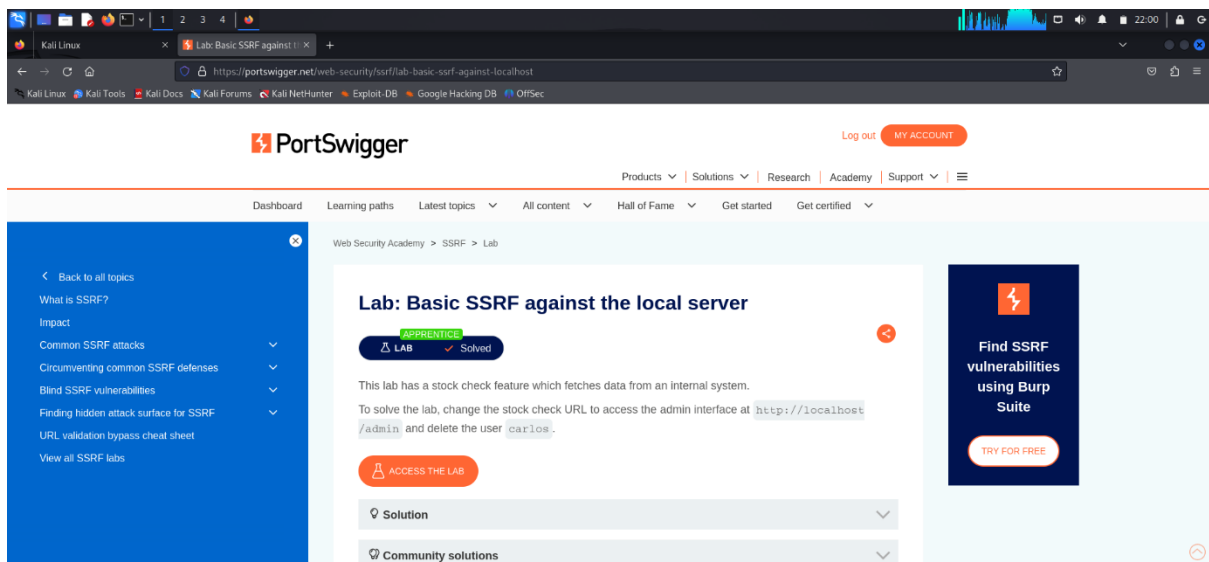 1 2 3 4
22:00
Kali Linux
Lab: Basic SSRF against t
https://portswigger.net/web-security/ssrf/lab-basic-ssrf-against-localhost
Kali Linux Kali Tools Kali Docs Kali Forums Kali NetHunter Exploit-DB Google Hacking DB OffSec
PortSwigger
Log out MY ACCOUNT
Products Solutions Research Academy Support
Dashboard Learning paths Latest topics All content Hall of Fame Get started Get certified
Back to all topics
What is SSRF?
Impact
Common SSRF attacks
Circumventing common SSRF defenses
Blind SSRF vulnerabilities
Finding hidden attack surface for SSRF
URL validation bypass cheat sheet
View all SSRF labs
Web Security Academy > SSRF > Lab
Lab: Basic SSRF against the local server
APPRENTICE
LAB Solved
This lab has a stock check feature which fetches data from an internal system.
To solve the lab, change the stock check URL to access the admin interface at http://localhost
/admin and delete the user carlos.
ACCESS THE LAB
Solution
Community solutions
Find SSRF
vulnerabilities
using Burp
Suite
TRY FOR FREE